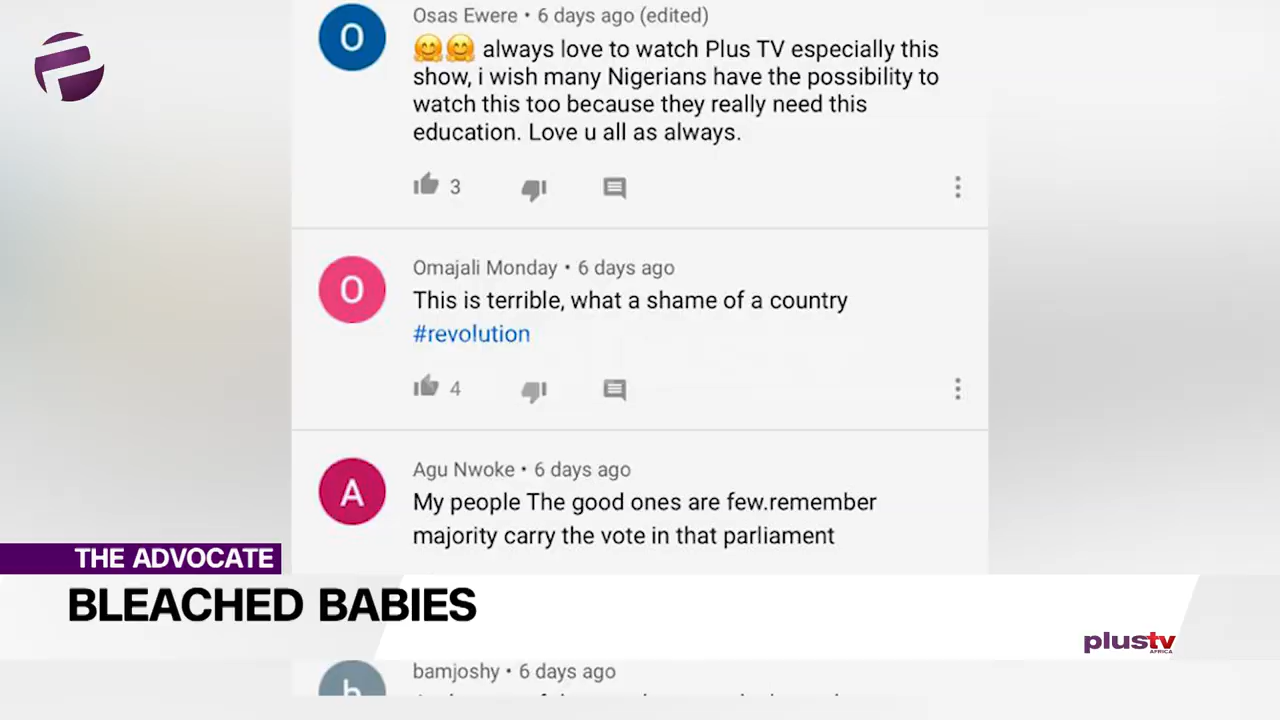 O
Osas Ewere • 6 days ago (edited)
🤗🤗 always love to watch Plus TV especially this
show, i wish many Nigerians have the possibility to
watch this too because they really need this
education. Love u all as always.
3
O
Omajali Monday • 6 days ago
This is terrible, what a shame of a country
#revolution
4
A
Agu Nwoke • 6 days ago
My people The good ones are few.remember
majority carry the vote in that parliament
THE ADVOCATE
BLEACHED BABIES
plustv
AFRICA
bamjoshy • 6 days ago